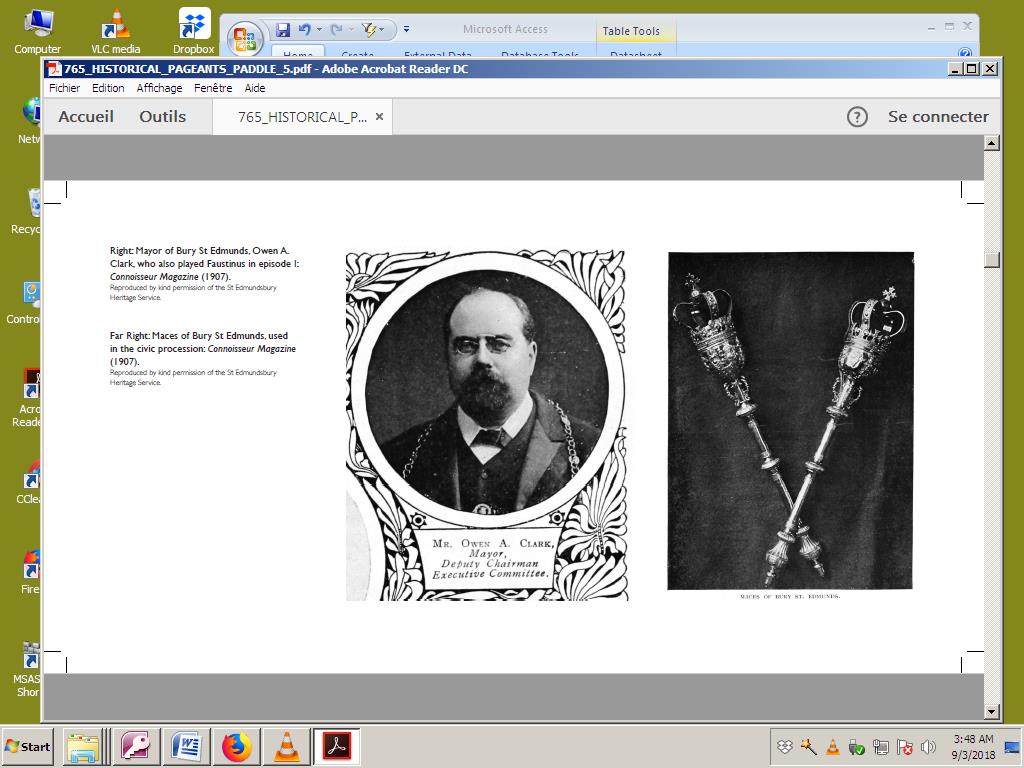 Computer
VLC media
Dropbox
Microsoft Access
Table Tools
Home
Create
External Data
Database Tools
Datasheet
765_HISTORICAL_PAGEANTS_PADDLE_5.pdf - Adobe Acrobat Reader DC
Fichier Edition Affichage Fenêtre Aide
Accueil
Outils
765_HISTORICAL_P... ×
?
Se connecter
Netw
Recyc
Control
Acro
Reade
CClea
Fire
MSAS
Shor
Right: Mayor of Bury St Edmunds, Owen A.
Clark, who also played Faustinus in episode I:
Connoisseur Magazine (1907).
Reproduced by kind permission of the St Edmundsbury
Heritage Service.
Far Right: Maces of Bury St Edmunds, used
in the civic procession: Connoisseur Magazine
(1907).
Reproduced by kind permission of the St Edmundsbury
Heritage Service.
MR. OWEN A. CLARK,
Mayor,
Deputy Chairman
Executive Committee.
MACES OF BURY ST. EDMUNDS.
Start
3:48 AM
9/3/2018